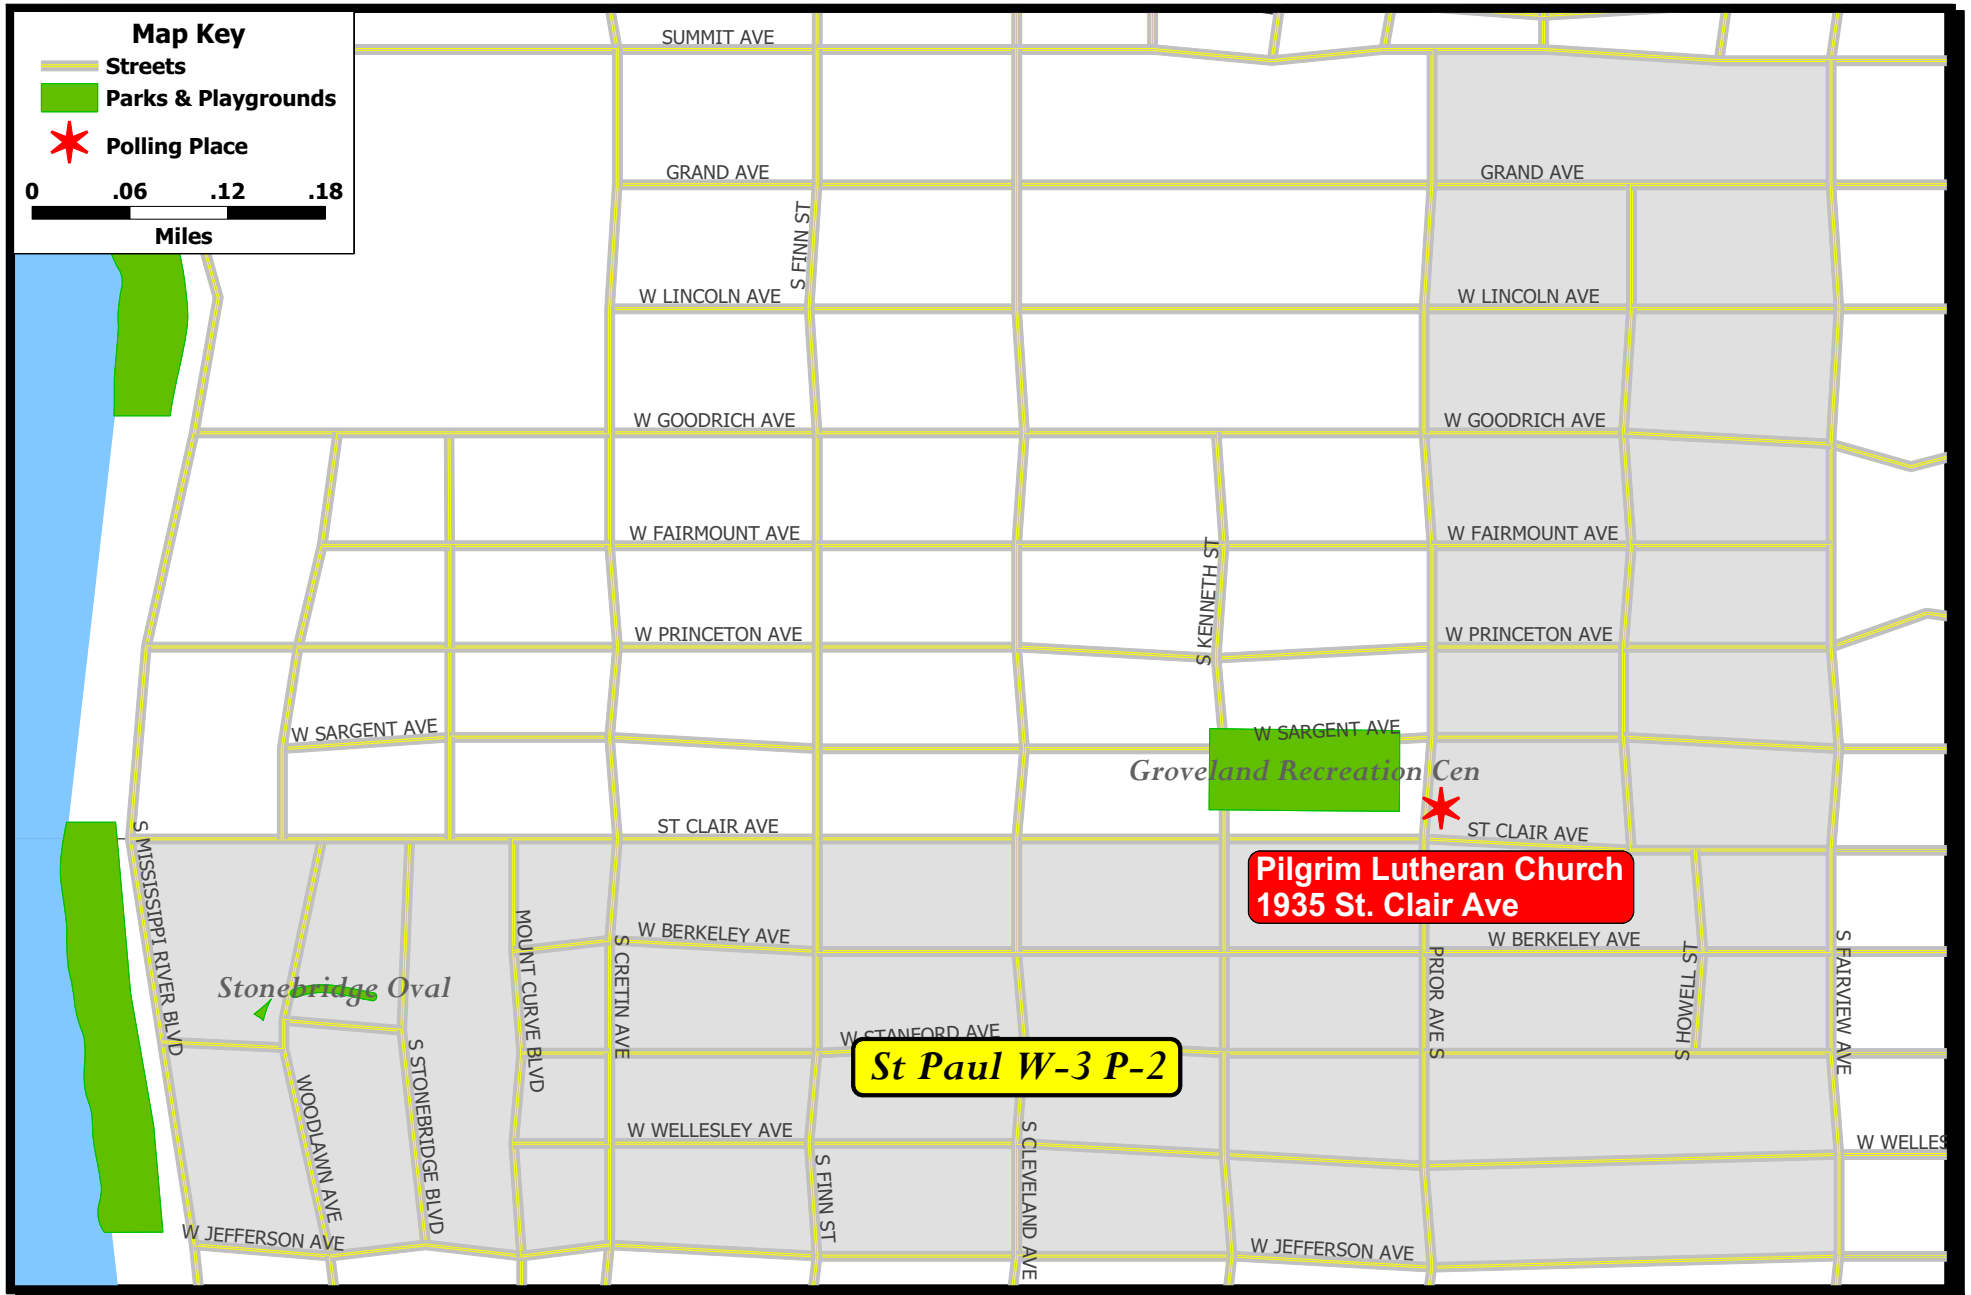 Map Key
Streets
Parks & Playgrounds
Polling Place
0 .06 .12 .18
Miles
SUMMIT AVE
GRAND AVE
GRAND AVE
S FINN ST
W LINCOLN AVE
W LINCOLN AVE
W GOODRICH AVE
W GOODRICH AVE
W FAIRMOUNT AVE
W FAIRMOUNT AVE
S KENNETH ST
W PRINCETON AVE
W PRINCETON AVE
W SARGENT AVE
W SARGENT AVE
Groveland Recreation Cen
ST CLAIR AVE
ST CLAIR AVE
Pilgrim Lutheran Church
1935 St. Clair Ave
S MISSISSIPPI RIVER BLVD
MOUNT CURVE BLVD
S CRETIN AVE
W BERKELEY AVE
W BERKELEY AVE
PRIOR AVE S
S HOWELL ST
S FAIRVIEW AVE
Stonebridge Oval
W STANFORD AVE
St Paul W-3 P-2
WOODLAWN AVE
S STONEBRIDGE BLVD
W WELLESLEY AVE
W WELLES
S FINN ST
S CLEVELAND AVE
W JEFFERSON AVE
W JEFFERSON AVE